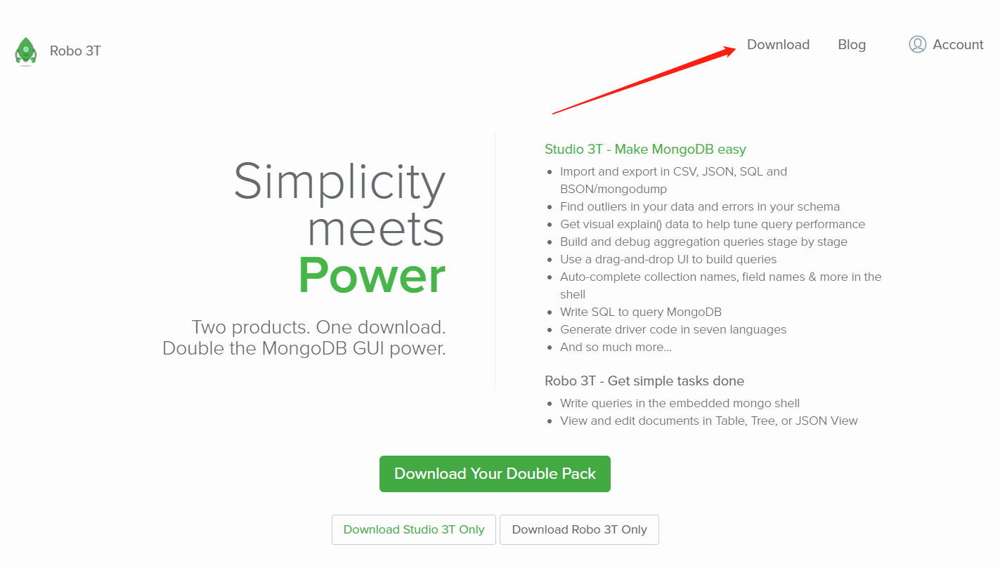 Robo 3T
Download
Blog
Account
Simplicity
meets
Power
Two products. One download.
Double the MongoDB GUI power.
Studio 3T - Make MongoDB easy
Import and export in CSV, JSON, SQL and
BSON/mongodump
Find outliers in your data and errors in your schema
Get visual explain() data to help tune query performance
Build and debug aggregation queries stage by stage
Use a drag-and-drop UI to build queries
Auto-complete collection names, field names & more in the
shell
Write SQL to query MongoDB
Generate driver code in seven languages
And so much more...
Robo 3T - Get simple tasks done
Write queries in the embedded mongo shell
View and edit documents in Table, Tree, or JSON View
Download Your Double Pack
Download Studio 3T Only
Download Robo 3T Only